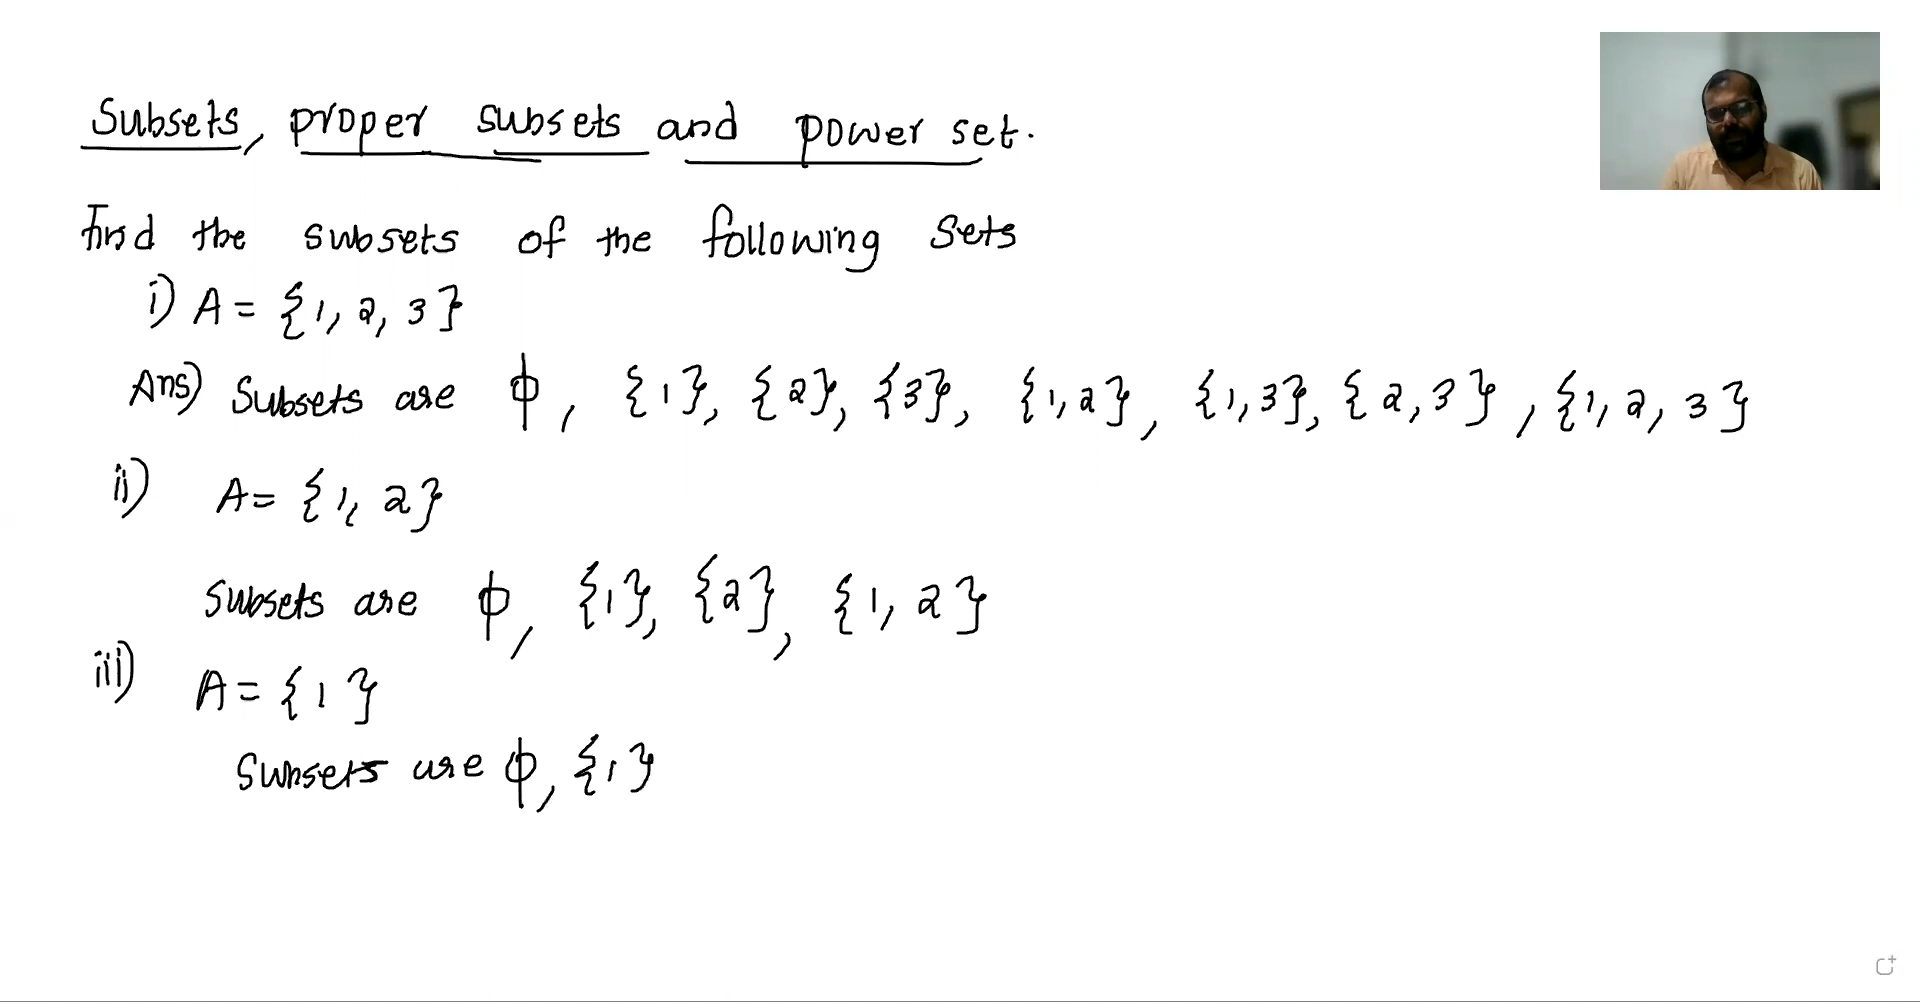 Subsets, proper subsets and power set.
Find the subsets of the following sets
i) A = {1, 2, 3}
Ans) Subsets are ϕ, {1}, {2}, {3}, {1,2}, {1,3}, {2,3}, {1, 2, 3}
ii) A = {1, 2}
Subsets are ϕ, {1}, {2}, {1, 2}
iii) A = {1}
Subsets are ϕ, {1}